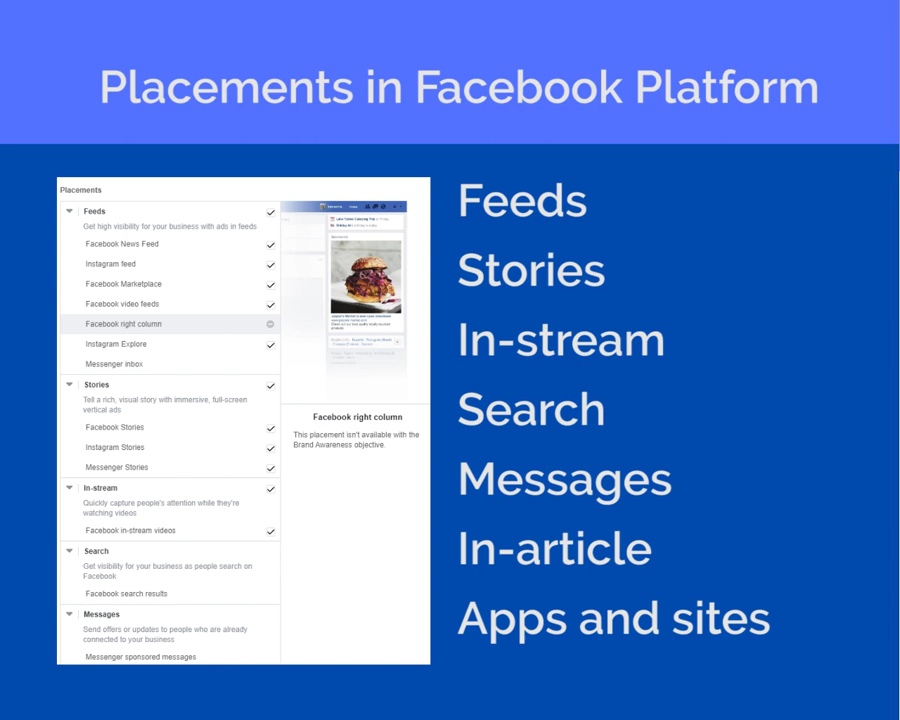 Placements in Facebook Platform
Placements
Feeds
Get high visibility for your business with ads in feeds
Facebook News Feed
Instagram feed
Facebook Marketplace
Facebook video feeds
Facebook right column
Instagram Explore
Messenger inbox
Stories
Tell a rich, visual story with immersive, full-screen
vertical ads
Facebook Stories
Instagram Stories
Messenger Stories
In-stream
Quickly capture people's attention while they're
watching videos
Facebook in-stream videos
Search
Get visibility for your business as people search on
Facebook
Facebook search results
Messages
Send offers or updates to people who are already
connected to your business
Messenger sponsored messages
Facebook right column
This placement isn't available with the
Brand Awareness objective.
Feeds
Stories
In-stream
Search
Messages
In-article
Apps and sites